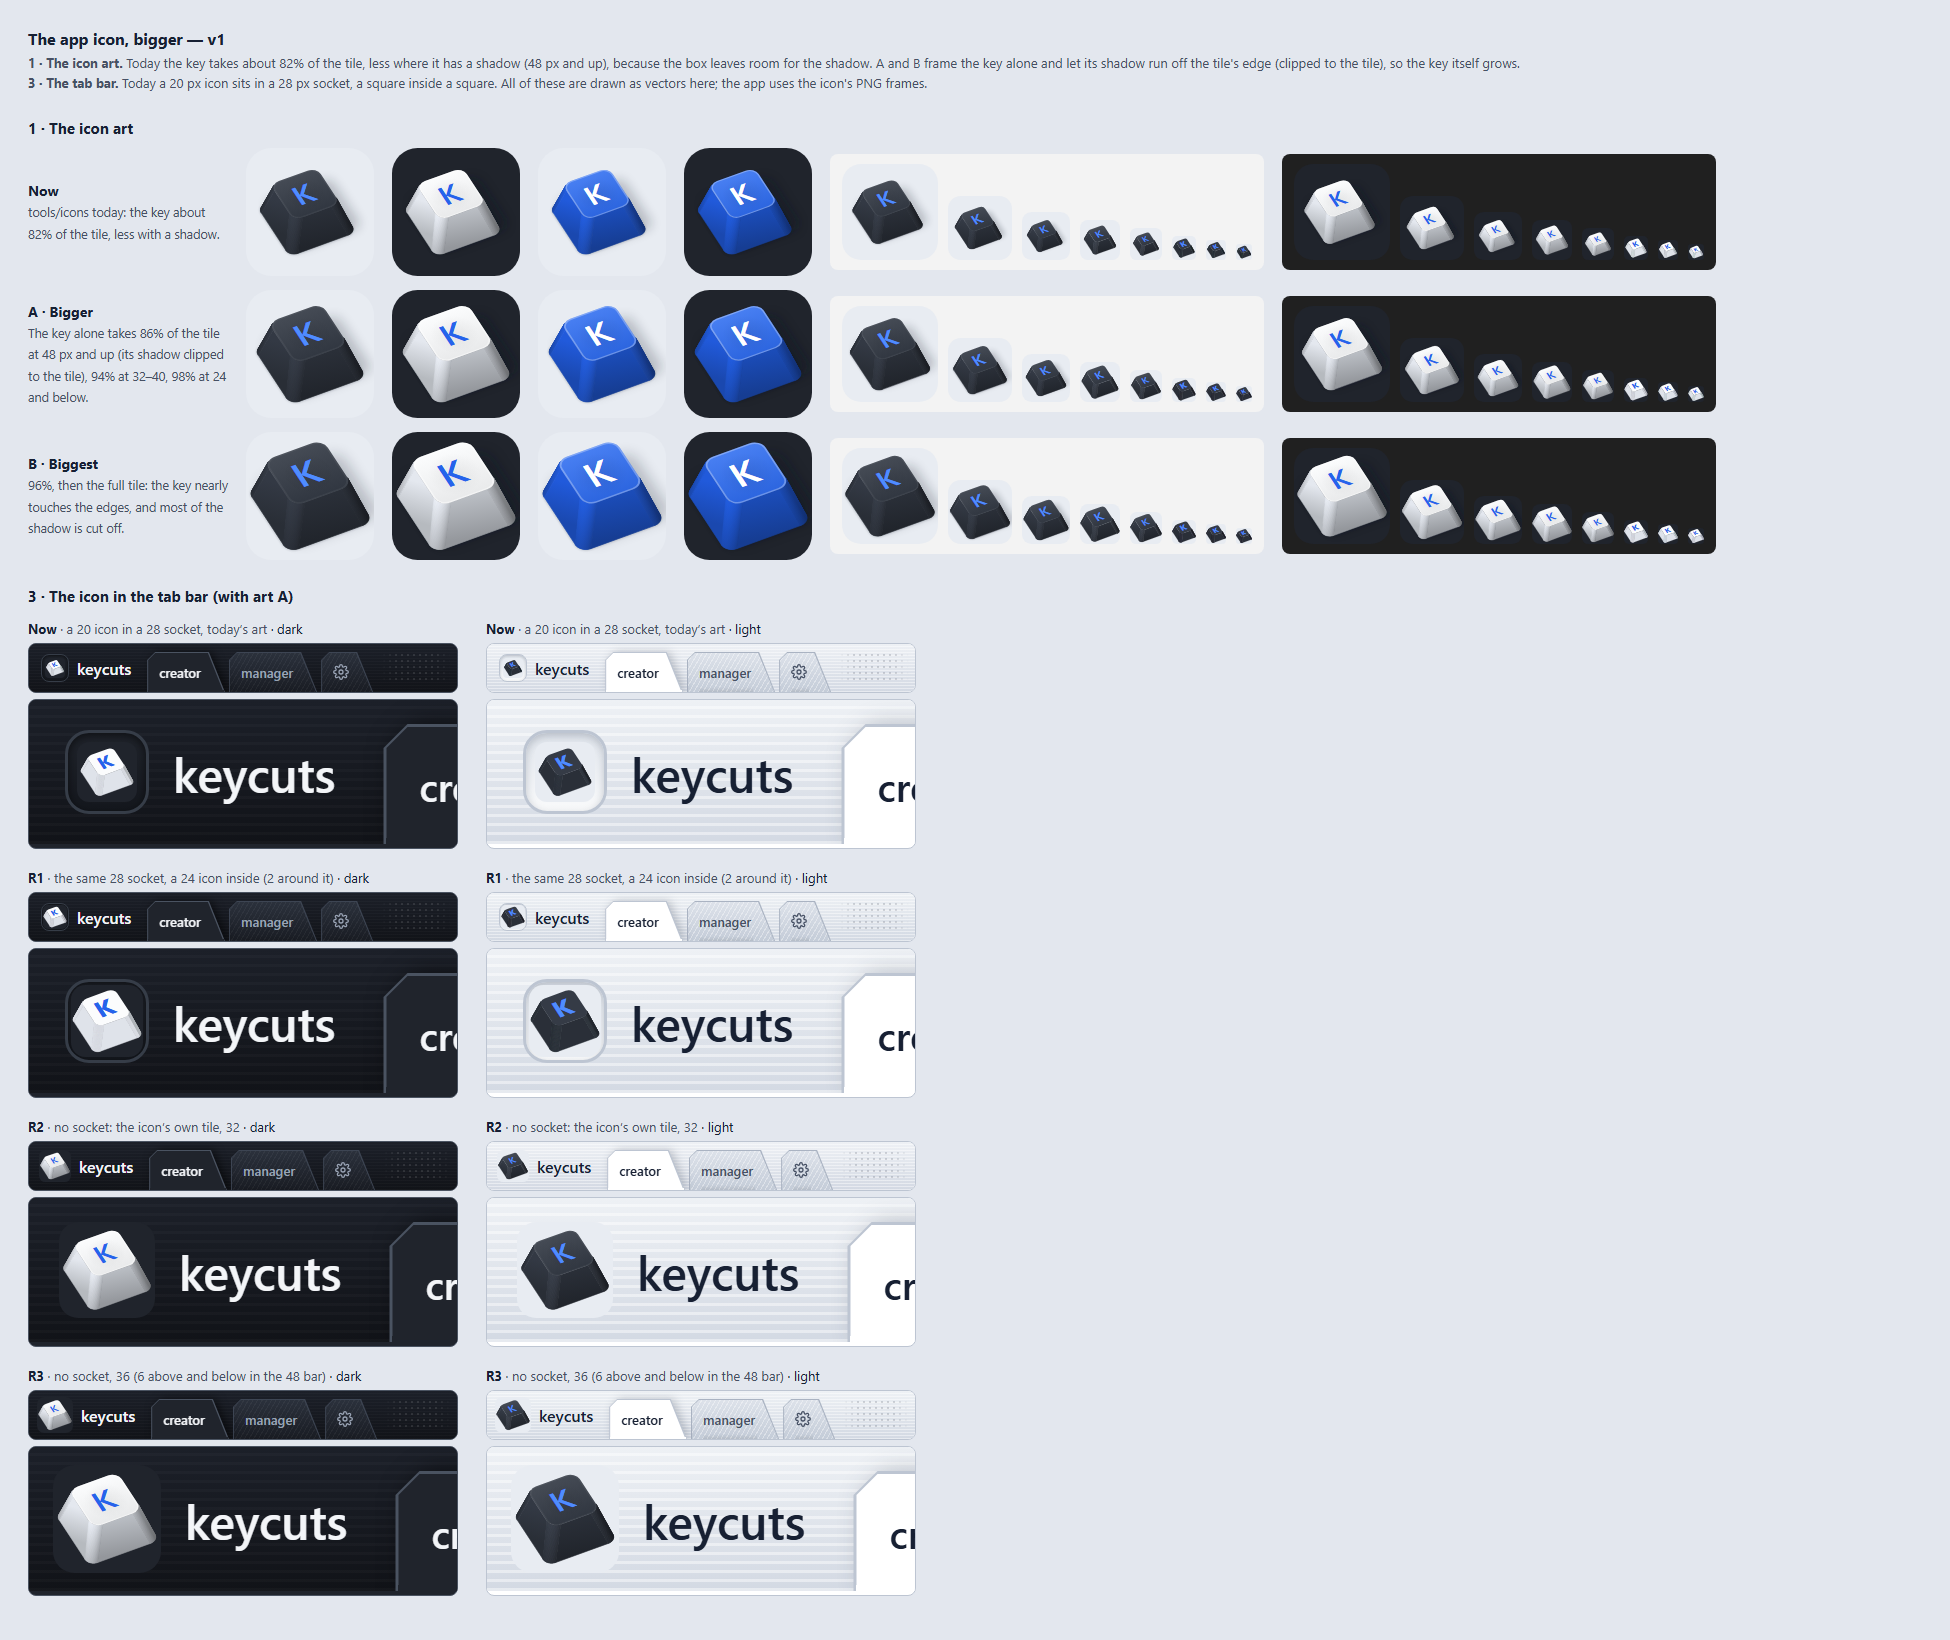 The app icon, bigger — v1
1 · The icon art. Today the key takes about 82% of the tile, less where it has a shadow (48 px and up), because the box leaves room for the shadow. A and B frame the key alone and let its shadow run off the tile's edge (clipped to the tile), so the key itself grows.
3 · The tab bar. Today a 20 px icon sits in a 28 px socket, a square inside a square. All of these are drawn as vectors here; the app uses the icon's PNG frames.
1 · The icon art
Now
tools/icons today: the key about
82% of the tile, less with a shadow.
K K K K
A · Bigger
The key alone takes 86% of the tile
at 48 px and up (its shadow clipped
to the tile), 94% at 32–40, 98% at 24
and below.
K K K K
B · Biggest
96%, then the full tile: the key nearly
touches the edges, and most of the
shadow is cut off.
K K K K
3 · The icon in the tab bar (with art A)
Now · a 20 icon in a 28 socket, today's art · dark
keycuts creator manager
K keycuts cre
Now · a 20 icon in a 28 socket, today's art · light
keycuts creator manager
K keycuts cre
R1 · the same 28 socket, a 24 icon inside (2 around it) · dark
keycuts creator manager
K keycuts cre
R1 · the same 28 socket, a 24 icon inside (2 around it) · light
keycuts creator manager
K keycuts cre
R2 · no socket: the icon's own tile, 32 · dark
keycuts creator manager
K keycuts cr
R2 · no socket: the icon's own tile, 32 · light
keycuts creator manager
K keycuts cr
R3 · no socket, 36 (6 above and below in the 48 bar) · dark
keycuts creator manager
K keycuts cr
R3 · no socket, 36 (6 above and below in the 48 bar) · light
keycuts creator manager
K keycuts cr